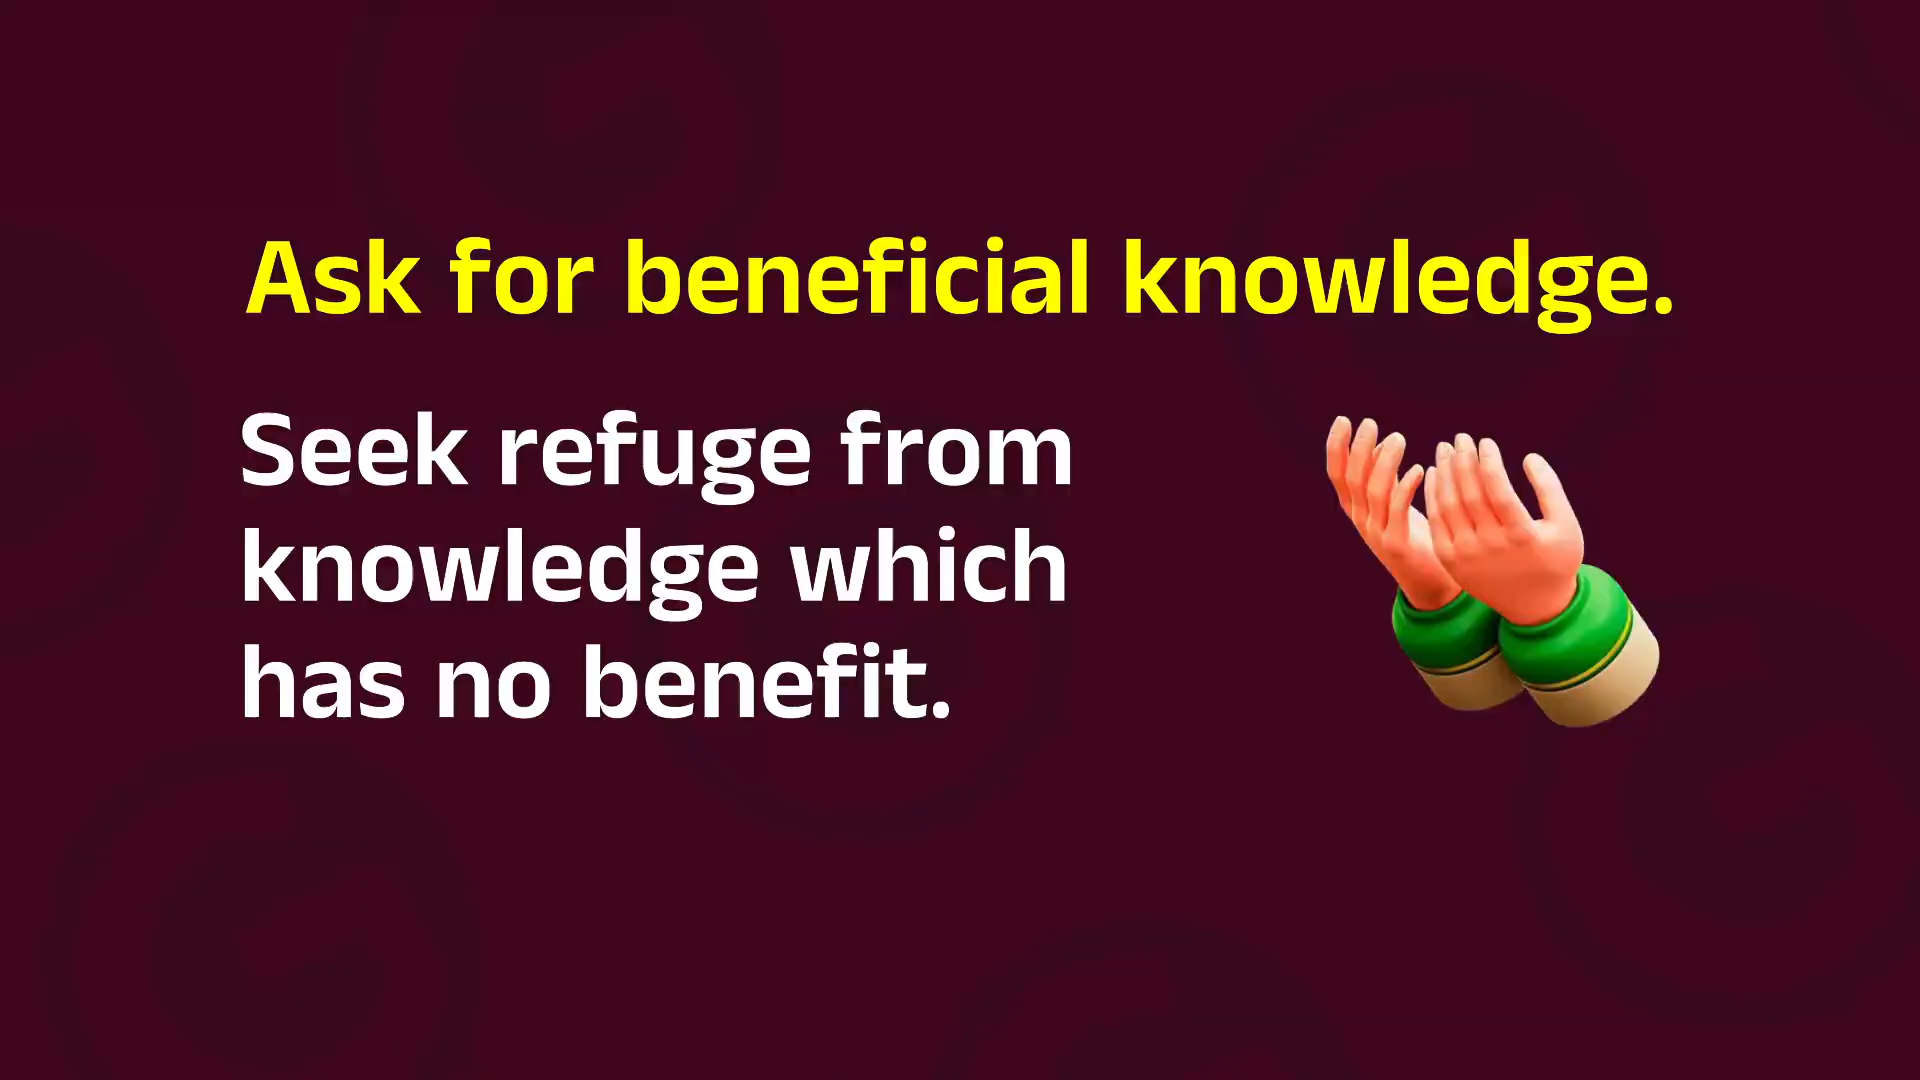 Ask for beneficial knowledge.
Seek refuge from
knowledge which
has no benefit.